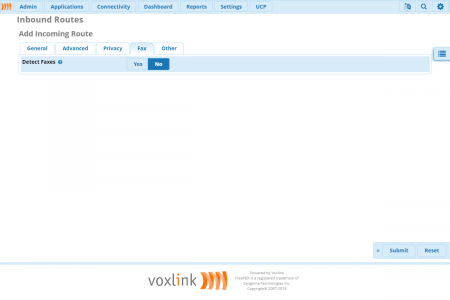 Admin Applications Connectivity Dashboard Reports Settings UCP
Inbound Routes
Add Incoming Route
General Advanced Privacy Fax Other
Detect Faxes Yes No
» Submit Reset
voxlink
Powered by Voxlink,
FreePBX is a registered trademark of
Sangoma Technologies Inc.
Copyright© 2007-2018